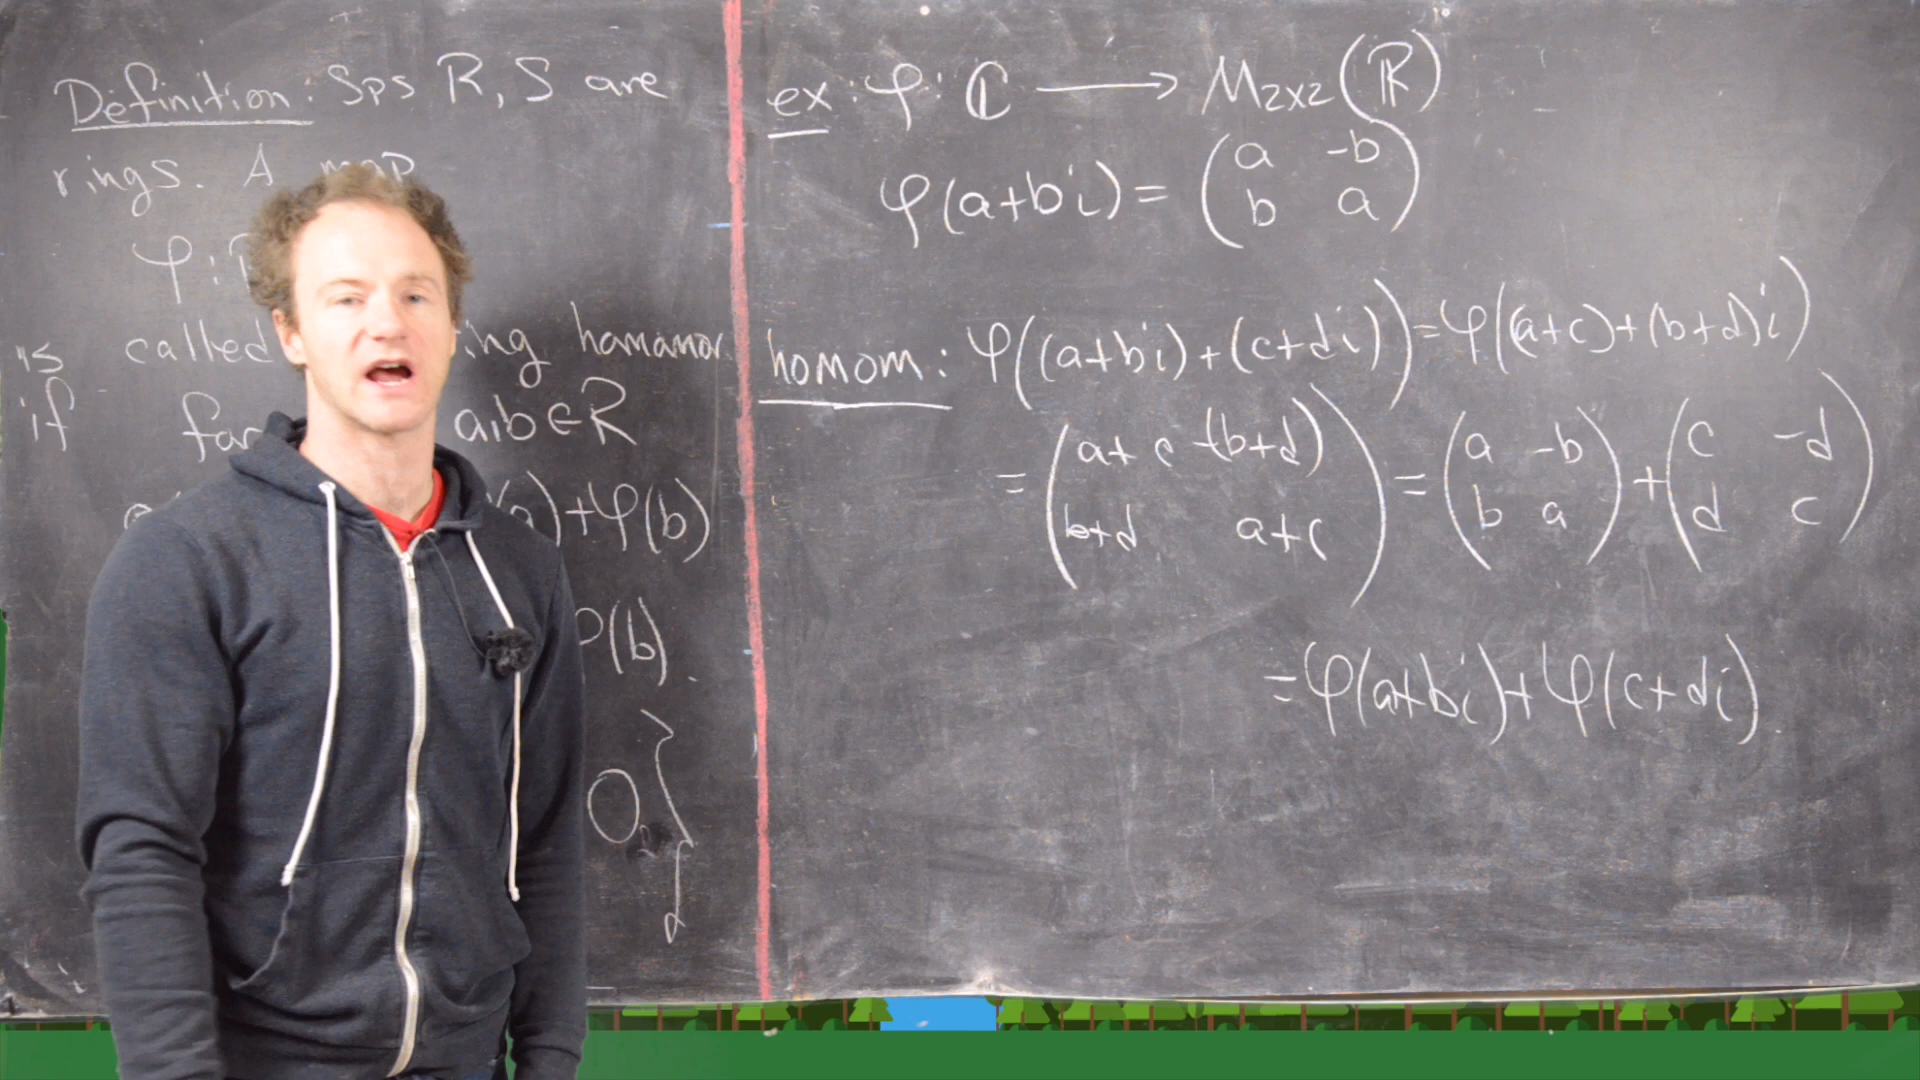 Definition: Sps R, S are
rings. A map
φ:
is called ing homomor.
if for a,b∈R
)+φ(b)
(b).
0
ex: φ: ℂ ⟶ M₂ₓ₂(ℝ)
φ(a+bi) = (a -b
b a)
homom: φ((a+bi)+(c+di))=φ((a+c)+(b+d)i)
= (a+c -(b+d) = (a -b + (c -d
b+d a+c) b a) d c)
=φ(a+bi)+φ(c+di)